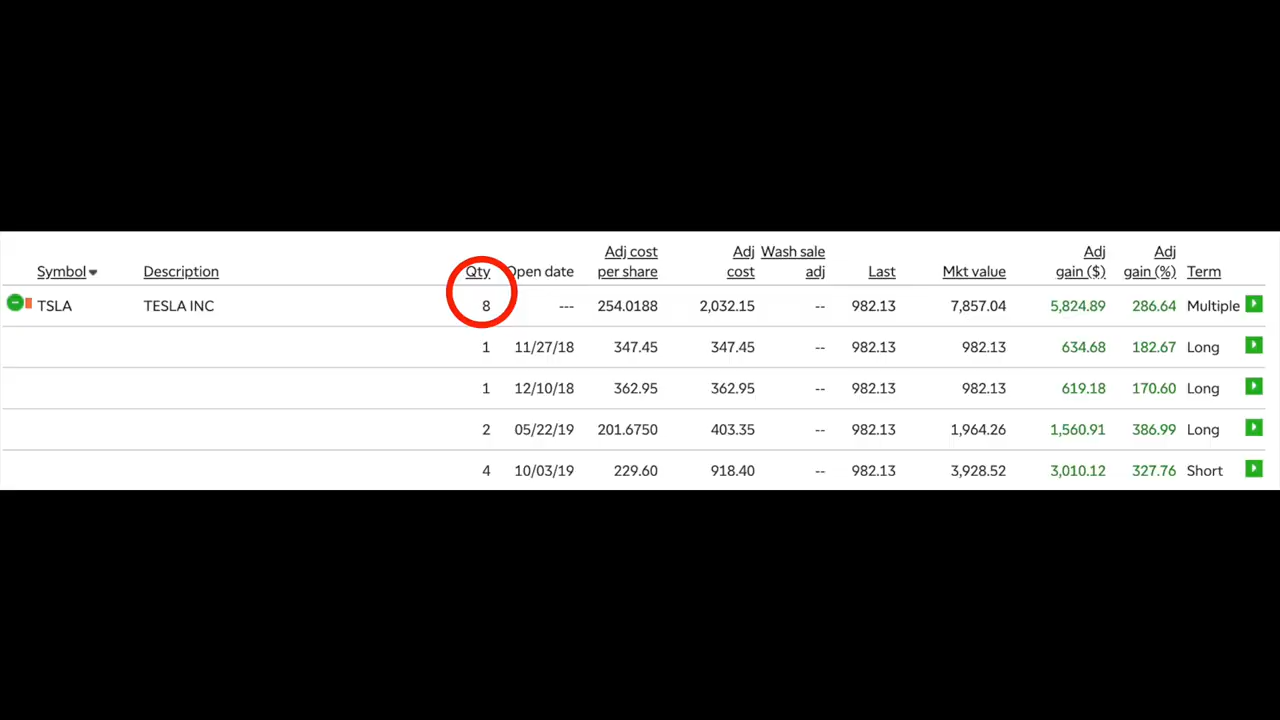 Adj cost Adj Wash sale Adj Adj
Symbol Description Qty Open date per share cost adj Last Mkt value gain ($) gain (%) Term
TSLA TESLA INC 8 --- 254.0188 2,032.15 -- 982.13 7,857.04 5,824.89 286.64 Multiple
1 11/27/18 347.45 347.45 -- 982.13 982.13 634.68 182.67 Long
1 12/10/18 362.95 362.95 -- 982.13 982.13 619.18 170.60 Long
2 05/22/19 201.6750 403.35 -- 982.13 1,964.26 1,560.91 386.99 Long
4 10/03/19 229.60 918.40 -- 982.13 3,928.52 3,010.12 327.76 Short